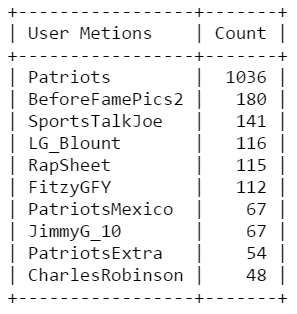 +-----------------+-------+
| User Metions    | Count |
+-----------------+-------+
| Patriots        |  1036 |
| BeforeFamePics2 |   180 |
| SportsTalkJoe   |   141 |
| LG_Blount       |   116 |
| RapSheet        |   115 |
| FitzyGFY        |   112 |
| PatriotsMexico  |    67 |
| JimmyG_10       |    67 |
| PatriotsExtra   |    54 |
| CharlesRobinson |    48 |
+-----------------+-------+